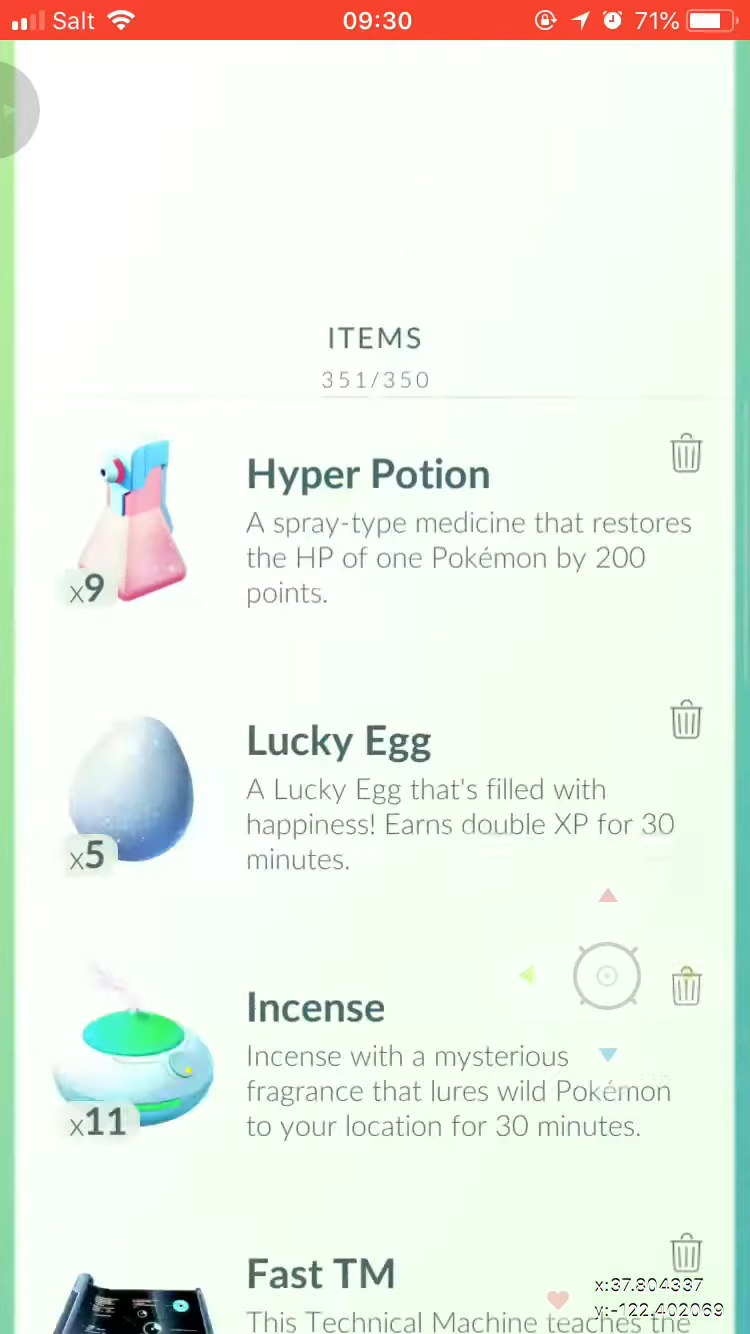 Salt 09:30 71%
ITEMS
351/350
Hyper Potion
A spray-type medicine that restores
the HP of one Pokémon by 200
points.
x9
Lucky Egg
A Lucky Egg that's filled with
happiness! Earns double XP for 30
minutes.
x5
Incense
Incense with a mysterious
fragrance that lures wild Pokémon
to your location for 30 minutes.
x11
Fast TM
x:37.804337
y:-122.402069
This Technical Machine teaches the